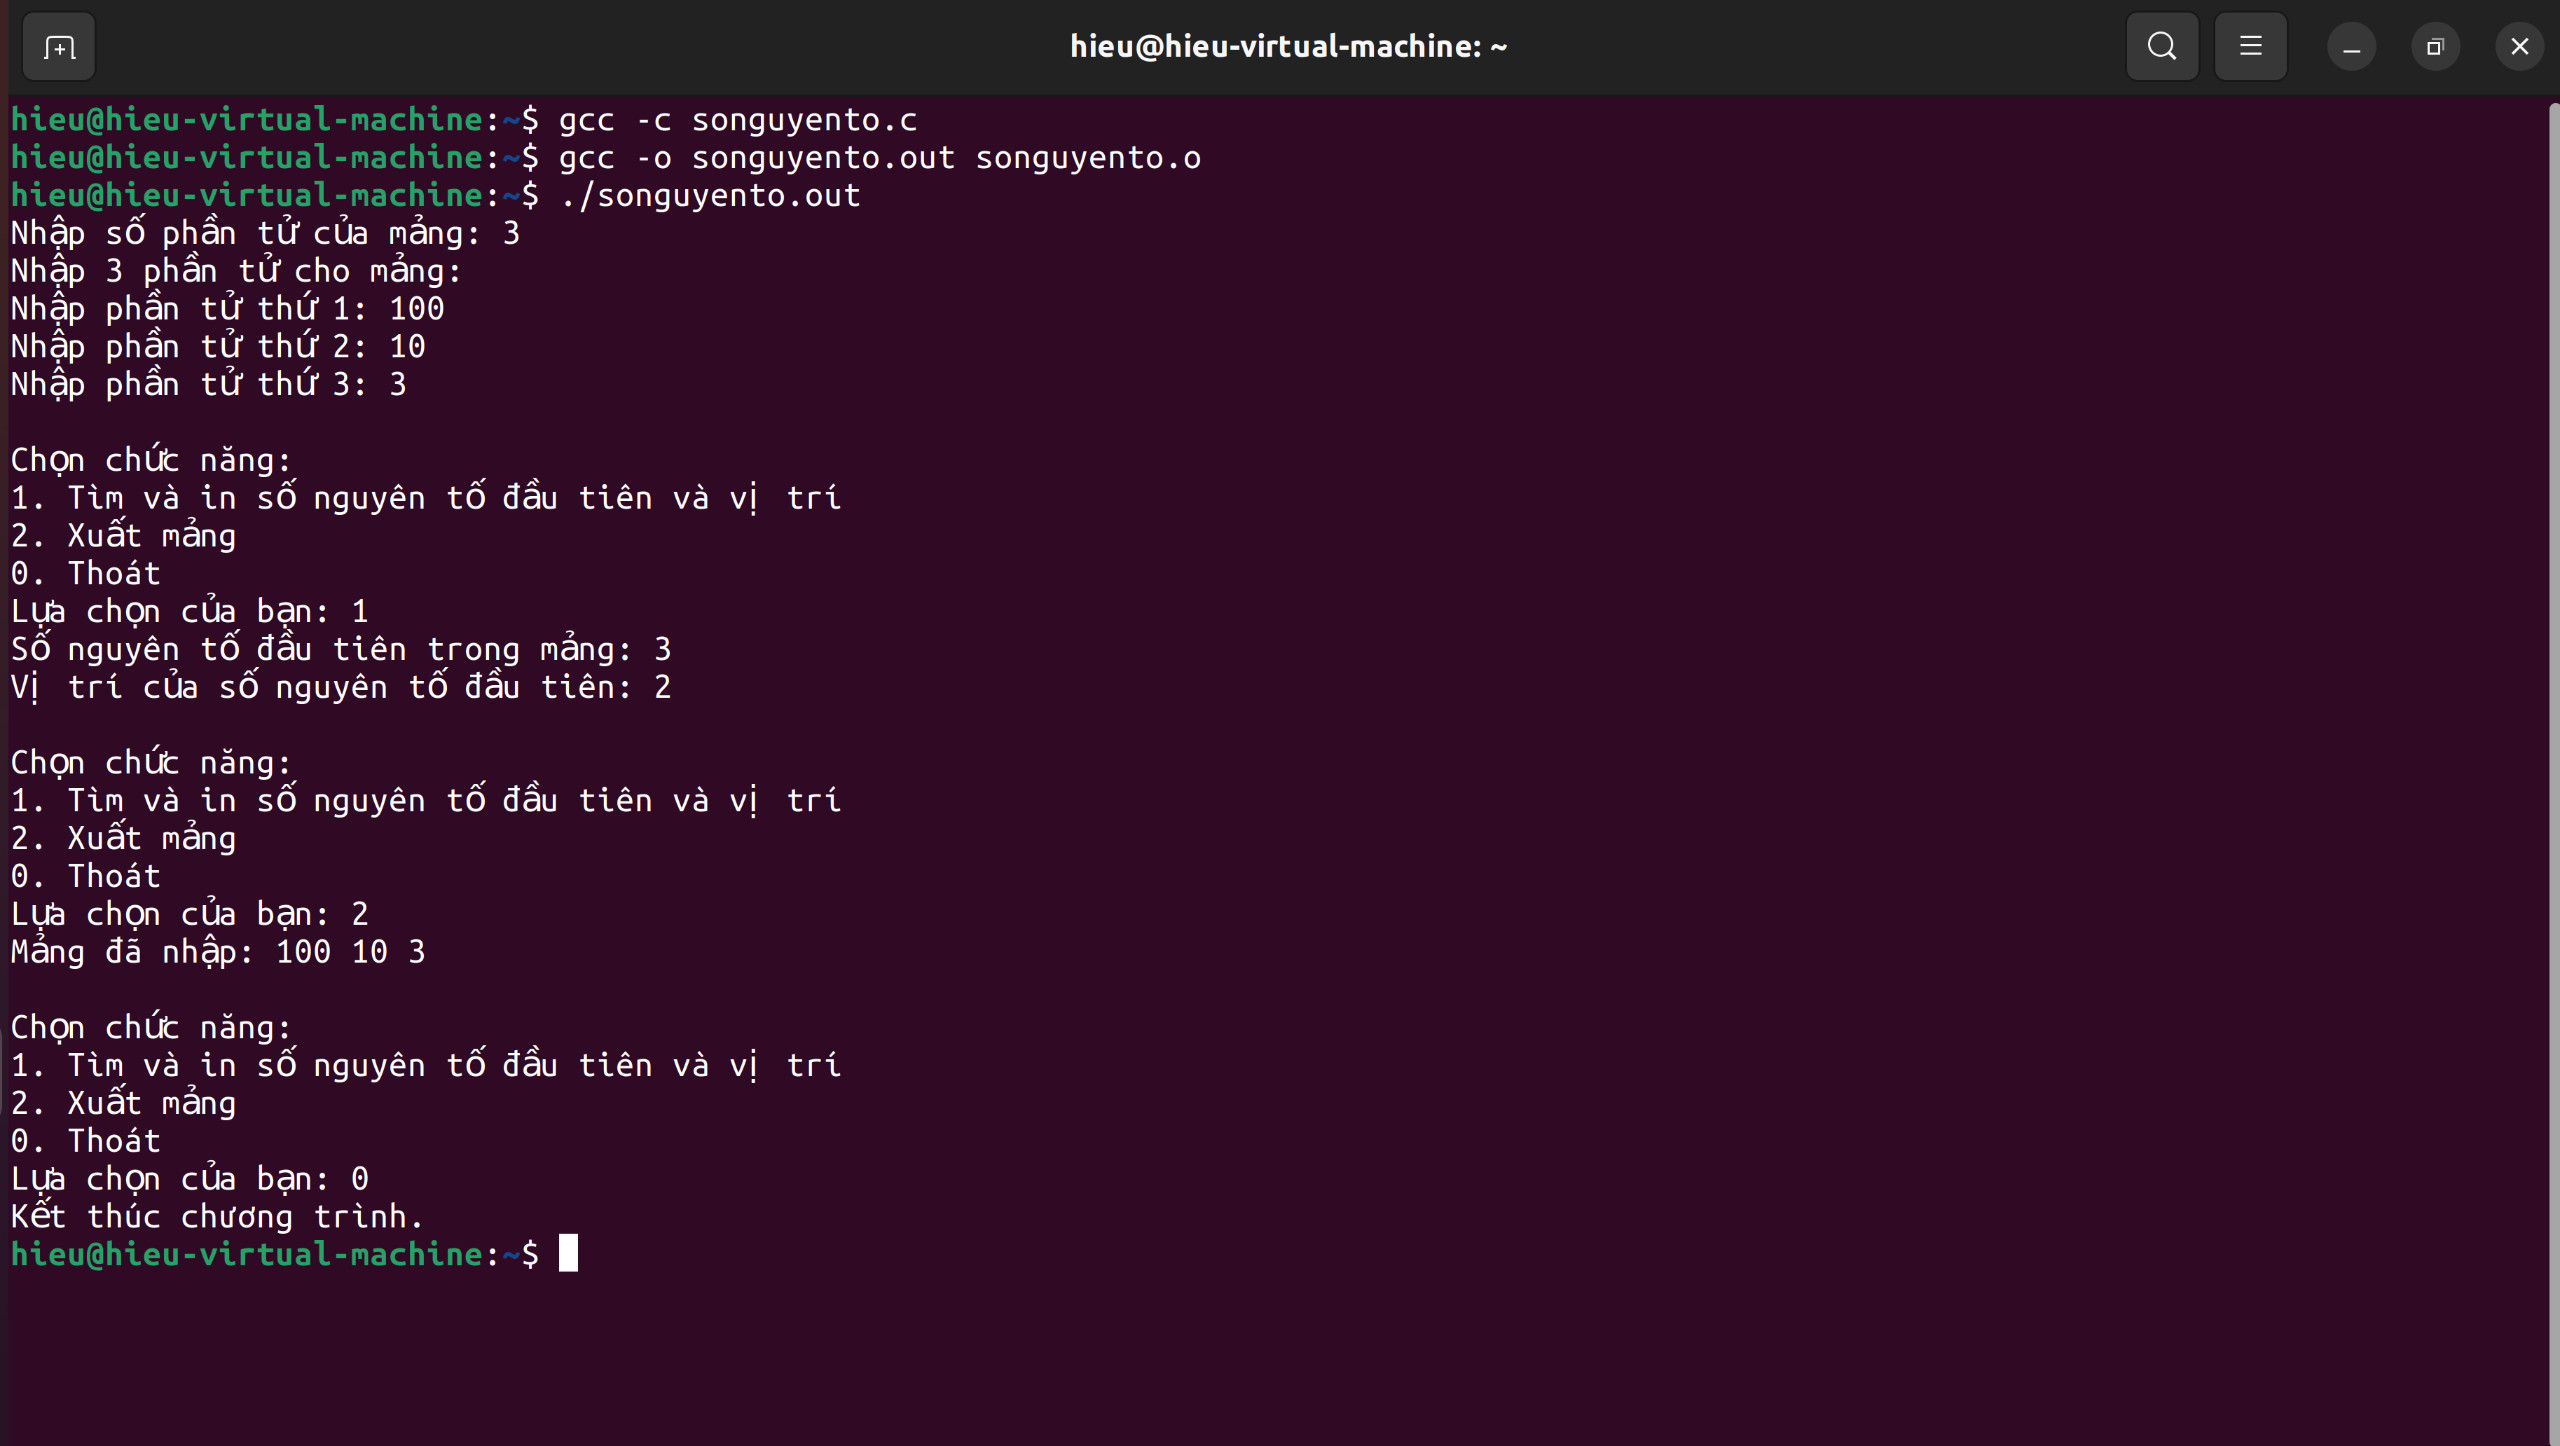 hieu@hieu-virtual-machine: ~
hieu@hieu-virtual-machine:~$ gcc -c songuyento.c
hieu@hieu-virtual-machine:~$ gcc -o songuyento.out songuyento.o
hieu@hieu-virtual-machine:~$ ./songuyento.out
Nhập số phần tử của mảng: 3
Nhập 3 phần tử cho mảng:
Nhập phần tử thứ 1: 100
Nhập phần tử thứ 2: 10
Nhập phần tử thứ 3: 3
Chọn chức năng:
1. Tìm và in số nguyên tố đầu tiên và vị trí
2. Xuất mảng
0. Thoát
Lựa chọn của bạn: 1
Số nguyên tố đầu tiên trong mảng: 3
Vị trí của số nguyên tố đầu tiên: 2
Chọn chức năng:
1. Tìm và in số nguyên tố đầu tiên và vị trí
2. Xuất mảng
0. Thoát
Lựa chọn của bạn: 2
Mảng đã nhập: 100 10 3
Chọn chức năng:
1. Tìm và in số nguyên tố đầu tiên và vị trí
2. Xuất mảng
0. Thoát
Lựa chọn của bạn: 0
Kết thúc chương trình.
hieu@hieu-virtual-machine:~$